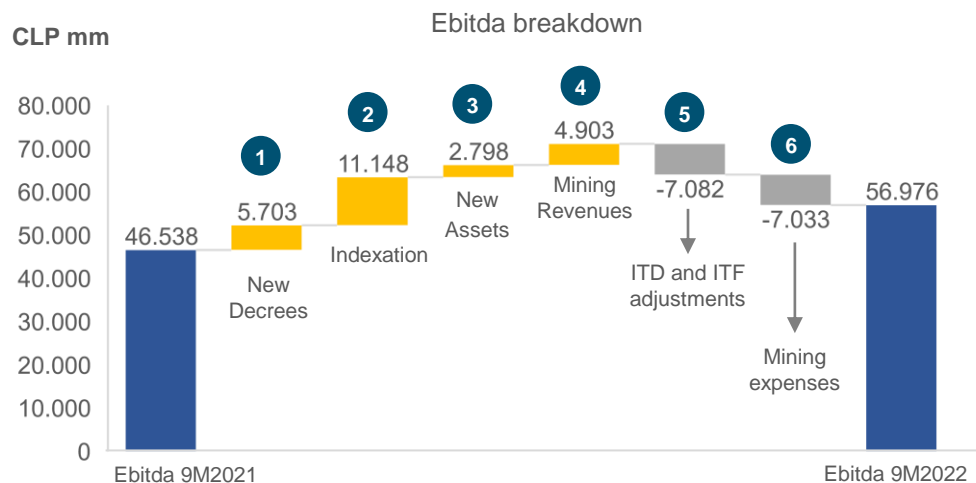 Ebitda breakdown
CLP mm
80.000
70.000
60.000
50.000
40.000
30.000
20.000
10.000
0
46.538
Ebitda 9M2021
1
5.703
New
Decrees
2
11.148
Indexation
3
2.798
New
Assets
4
4.903
Mining
Revenues
5
-7.082
ITD and ITF
adjustments
6
-7.033
Mining
expenses
56.976
Ebitda 9M2022